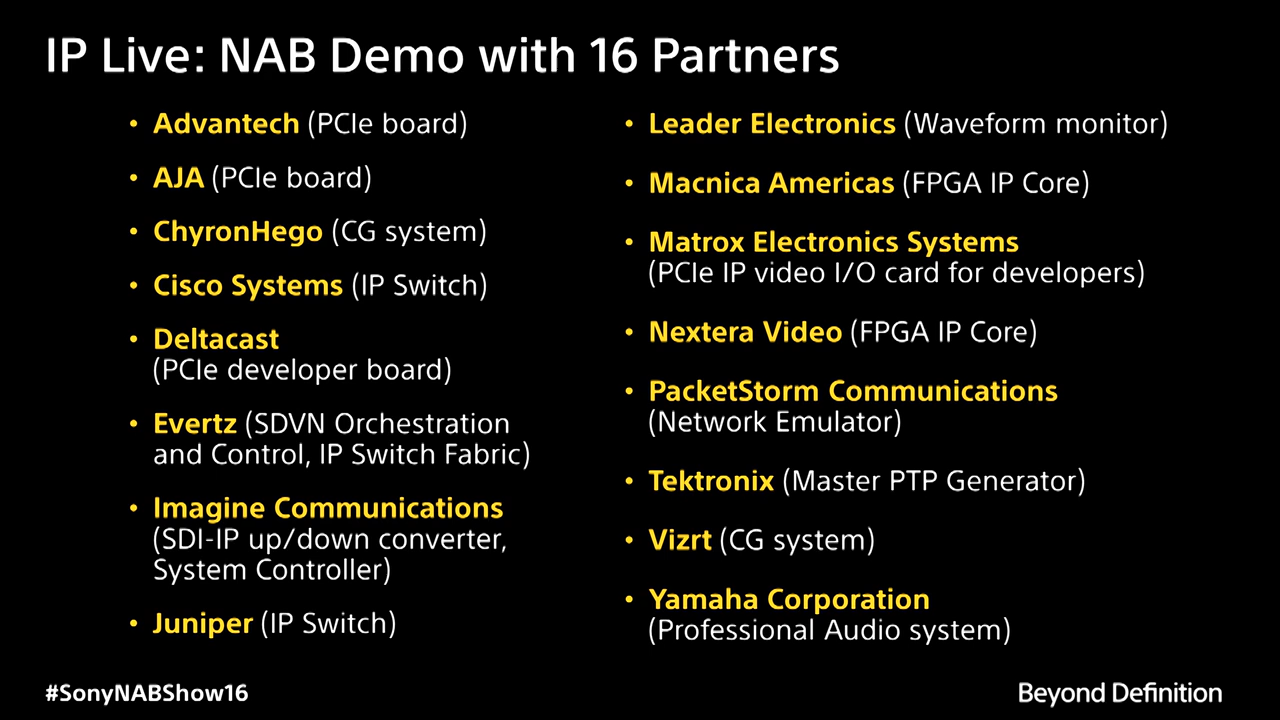 IP Live: NAB Demo with 16 Partners
• Advantech (PCIe board)
• AJA (PCIe board)
• ChyronHego (CG system)
• Cisco Systems (IP Switch)
• Deltacast
(PCIe developer board)
• Evertz (SDVN Orchestration
and Control, IP Switch Fabric)
• Imagine Communications
(SDI-IP up/down converter,
System Controller)
• Juniper (IP Switch)
• Leader Electronics (Waveform monitor)
• Macnica Americas (FPGA IP Core)
• Matrox Electronics Systems
(PCIe IP video I/O card for developers)
• Nextera Video (FPGA IP Core)
• PacketStorm Communications
(Network Emulator)
• Tektronix (Master PTP Generator)
• Vizrt (CG system)
• Yamaha Corporation
(Professional Audio system)
#SonyNABShow16
Beyond Definition